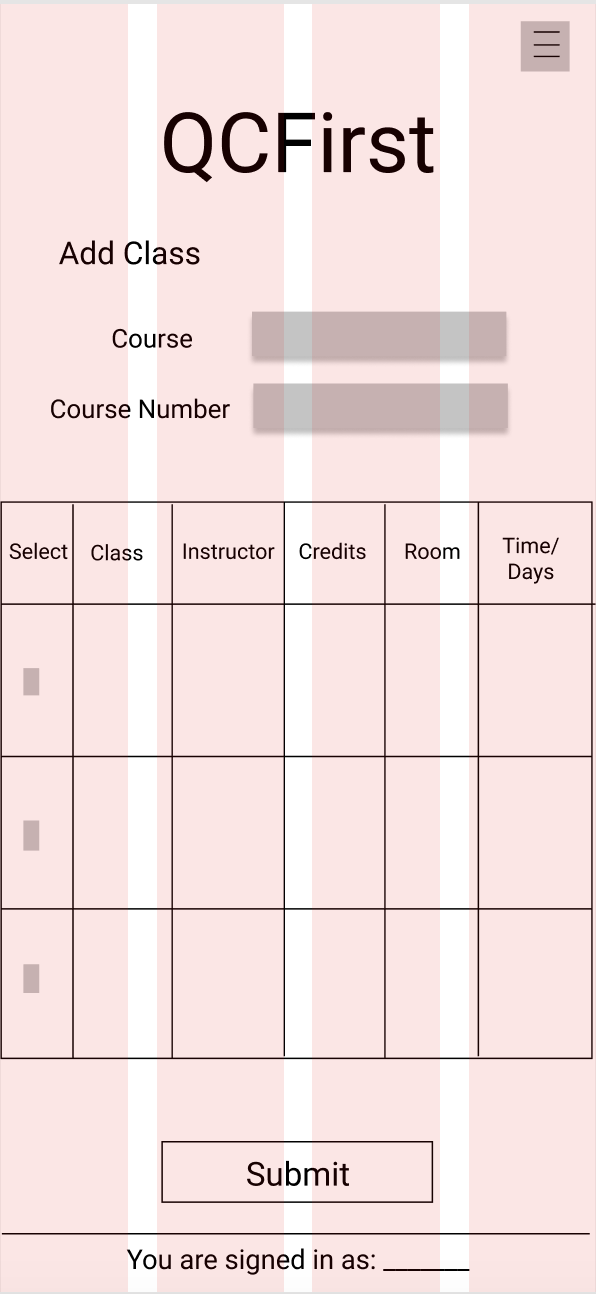 QCFirst
Add Class
Course
Course Number
Select Class Instructor Credits Room Time/
Days
Submit
You are signed in as: _______